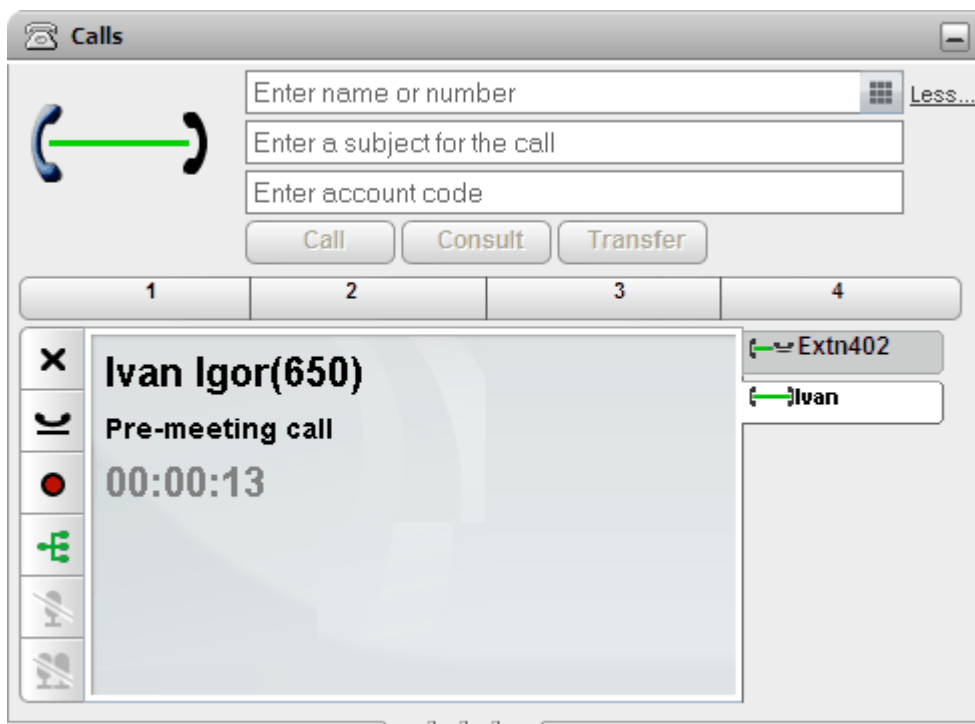 Calls
Enter name or number
Less...
Enter a subject for the call
Enter account code
Call Consult Transfer
1 2 3 4
Ivan Igor(650)
Pre-meeting call
00:00:13
Extn402
Ivan